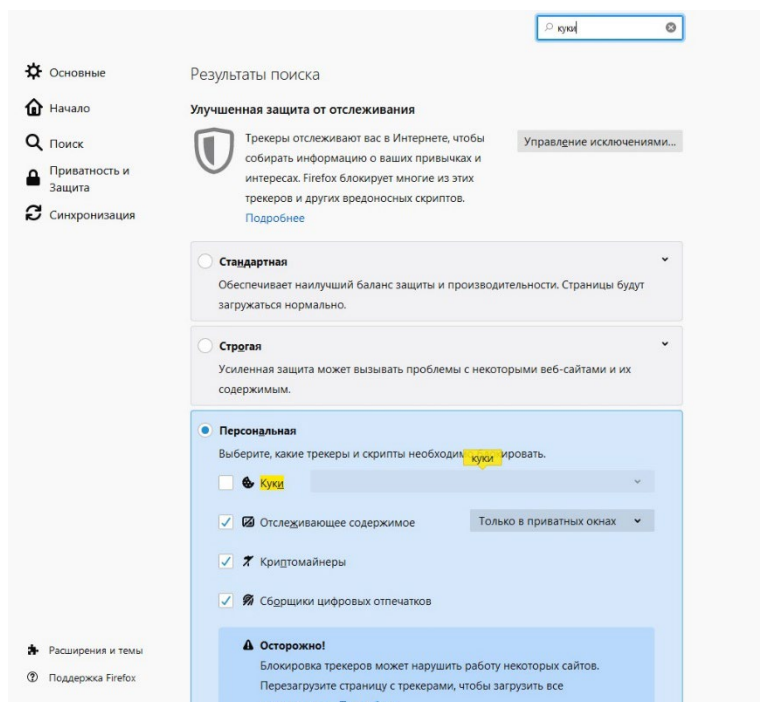 куки
Основные
Начало
Поиск
Приватность и
Защита
Синхронизация
Результаты поиска
Улучшенная защита от отслеживания
Трекеры отслеживают вас в Интернете, чтобы
собирать информацию о ваших привычках и
интересах. Firefox блокирует многие из этих
трекеров и других вредоносных скриптов.
Подробнее
Управление исключениями...
Стандартная
Обеспечивает наилучший баланс защиты и производительности. Страницы будут
загружаться нормально.
Строгая
Усиленная защита может вызывать проблемы с некоторыми веб-сайтами и их
содержимым.
Персональная
Выберите, какие трекеры и скрипты необходимо блокировать.
куки
Куки
Отслеживающее содержимое
Только в приватных окнах
Криптомайнеры
Сборщики цифровых отпечатков
Осторожно!
Блокировка трекеров может нарушить работу некоторых сайтов.
Перезагрузите страницу с трекерами, чтобы загрузить все
Расширения и темы
Поддержка Firefox